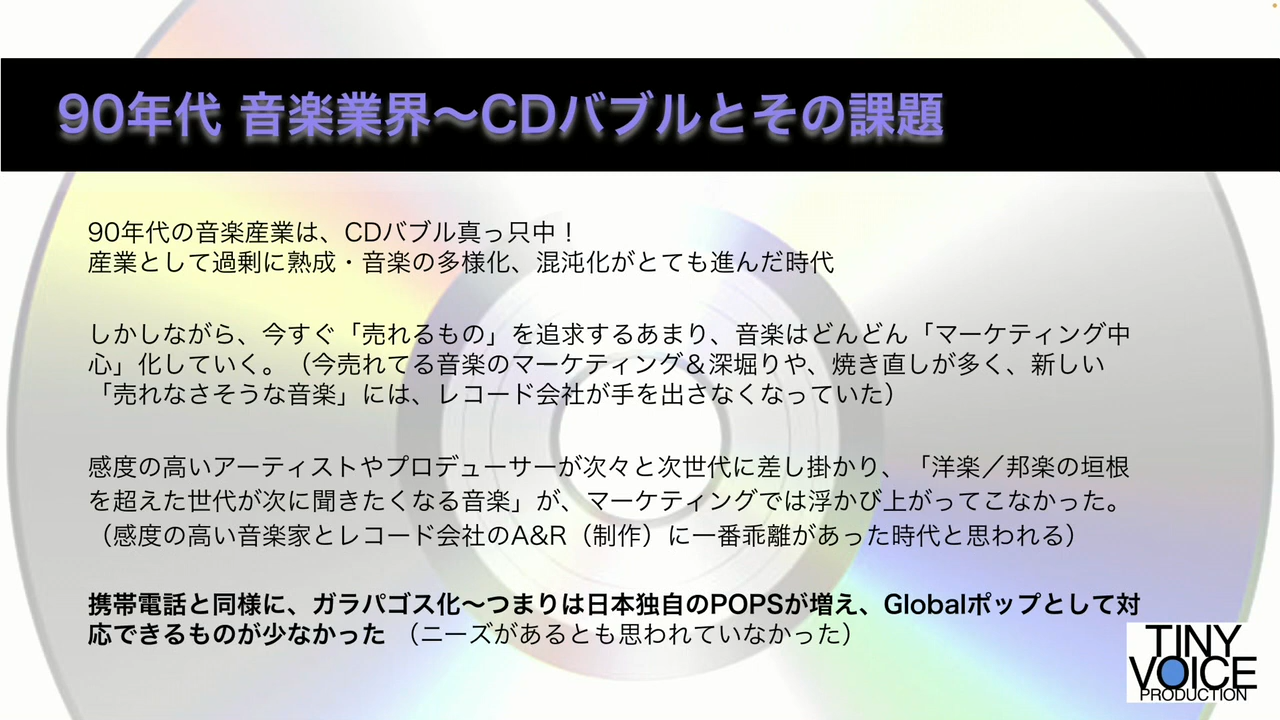 90年代 音楽業界〜CDバブルとその課題
90年代の音楽産業は、CDバブル真っ只中！
産業として過剰に熟成・音楽の多様化、混沌化がとても進んだ時代
しかしながら、今すぐ「売れるもの」を追求するあまり、音楽はどんどん「マーケティング中
心」化していく。（今売れてる音楽のマーケティング＆深堀りや、焼き直しが多く、新しい
「売れなさそうな音楽」には、レコード会社が手を出さなくなっていた）
感度の高いアーティストやプロデューサーが次々と次世代に差し掛かり、「洋楽／邦楽の垣根
を超えた世代が次に聞きたくなる音楽」が、マーケティングでは浮かび上がってこなかった。
（感度の高い音楽家とレコード会社のA&R（制作）に一番乖離があった時代と思われる）
携帯電話と同様に、ガラパゴス化〜つまりは日本独自のPOPSが増え、Globalポップとして対
応できるものが少なかった （ニーズがあるとも思われていなかった）
TINY
VOICE
PRODUCTION